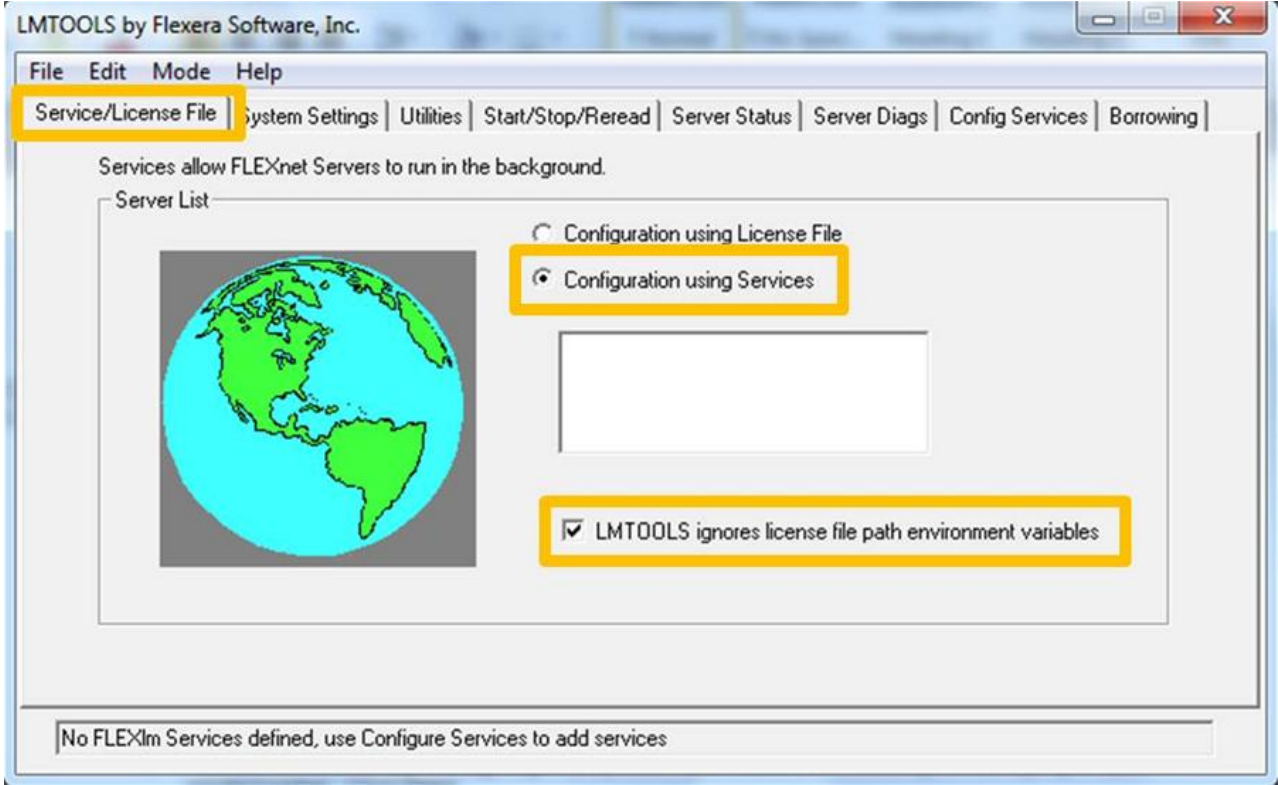 LMTOOLS by Flexera Software, Inc.
File Edit Mode Help
Service/License File System Settings Utilities Start/Stop/Reread Server Status Server Diags Config Services Borrowing
Services allow FLEXnet Servers to run in the background.
Server List
Configuration using License File
Configuration using Services
LMTOOLS ignores license file path environment variables
No FLEXlm Services defined, use Configure Services to add services